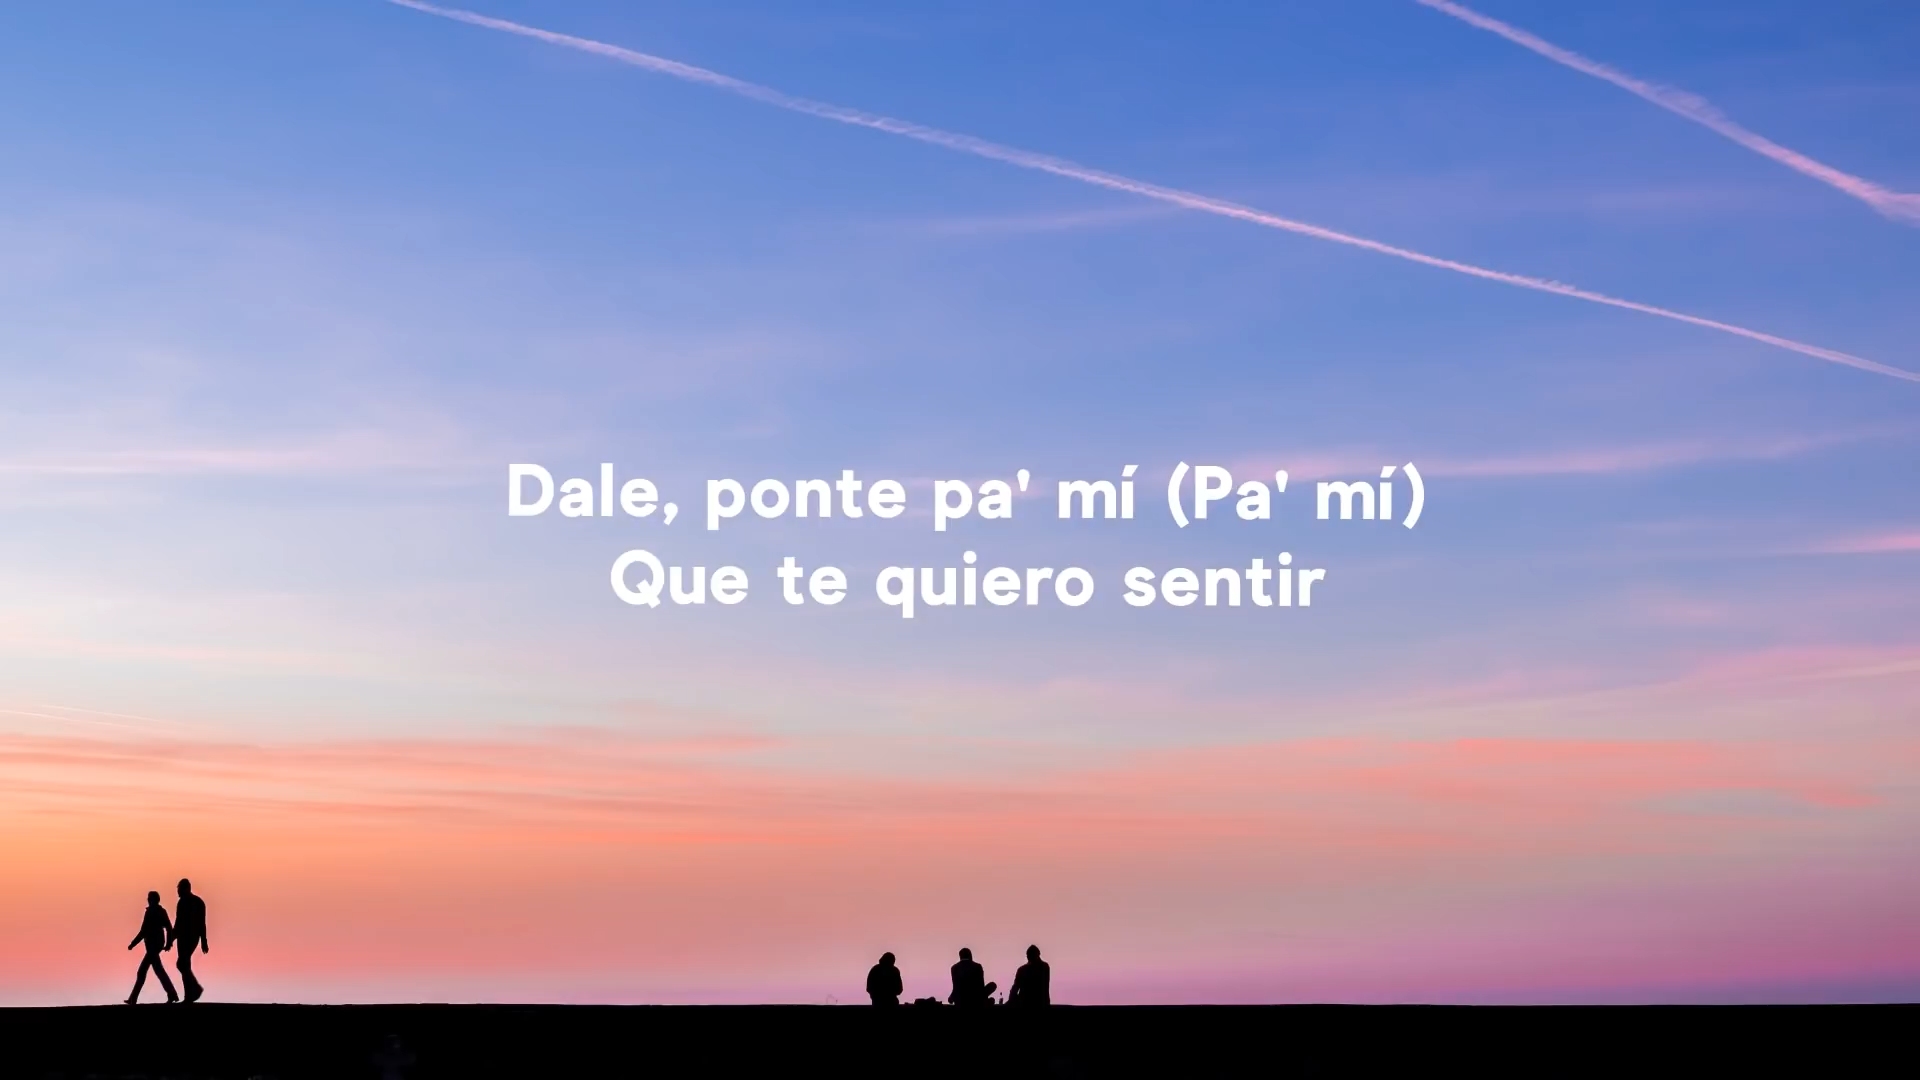 Dale, ponte pa' mí (Pa' mí)
Que te quiero sentir